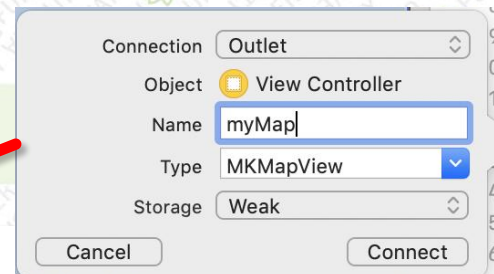 Connection Outlet
Object View Controller
Name myMap
Type MKMapView
Storage Weak
Cancel Connect